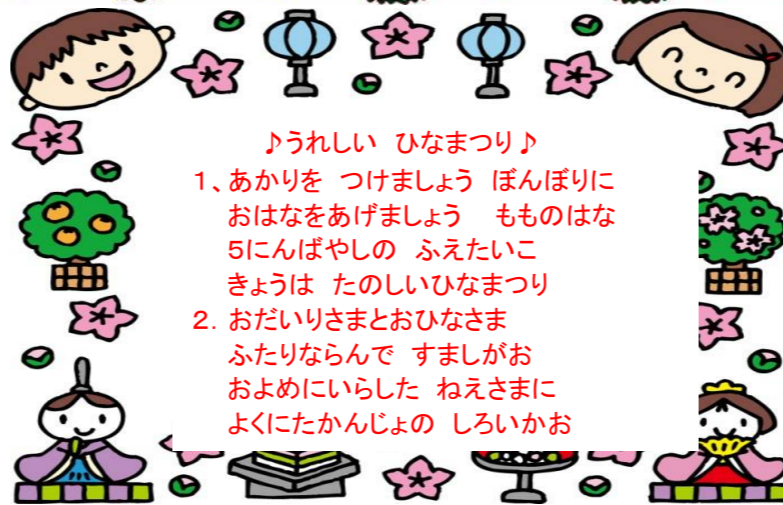 ♪うれしい ひなまつり♪
１、あかりを つけましょう ぼんぼりに
おはなをあげましょう　もものはな
5にんばやしの ふえたいこ
きょうは たのしいひなまつり
２．おだいりさまとおひなさま
ふたりならんで すましがお
およめにいらした ねえさまに
よくにたかんじょの しろいかお